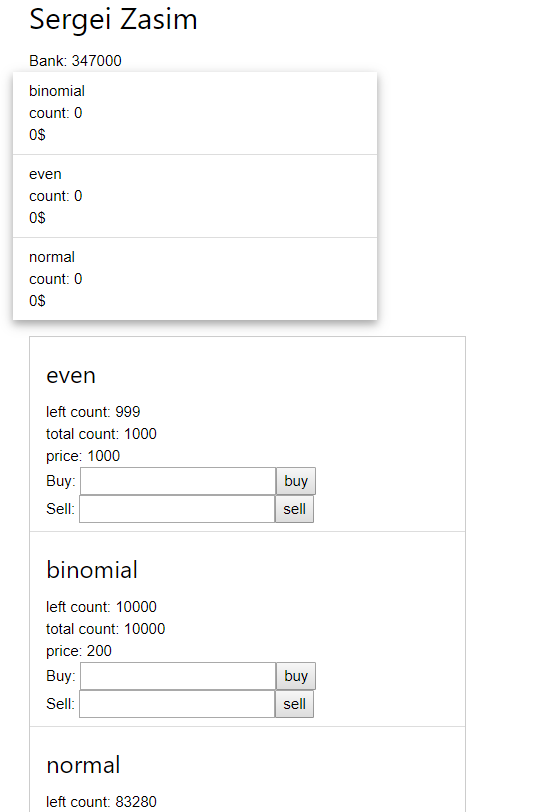 Sergei Zasim
Bank: 347000
binomial
count: 0
0$
even
count: 0
0$
normal
count: 0
0$
even
left count: 999
total count: 1000
price: 1000
Buy: buy
Sell: sell
binomial
left count: 10000
total count: 10000
price: 200
Buy: buy
Sell: sell
normal
left count: 83280